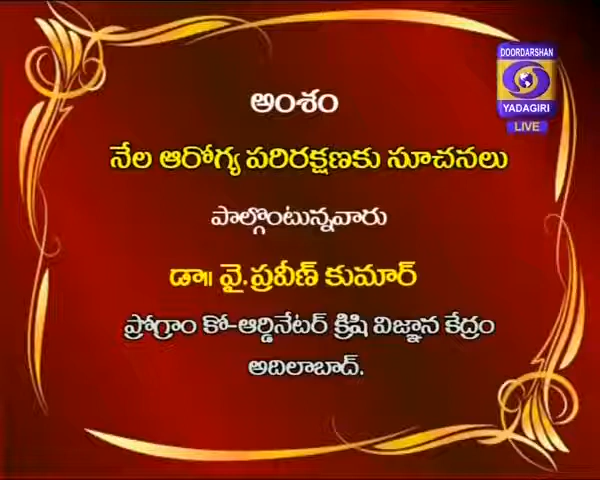 DOORDARSHAN
YADAGIRI
LIVE
అంశం
నేల ఆరోగ్య పరిరక్షణకు సూచనలు
పాల్గొంటున్నవారు
డా॥ వై.ప్రవీణ్ కుమార్
ప్రోగ్రాం కో-ఆర్డినేటర్ క్రిషి విజ్ఞాన కేద్రం
అదిలాబాద్.